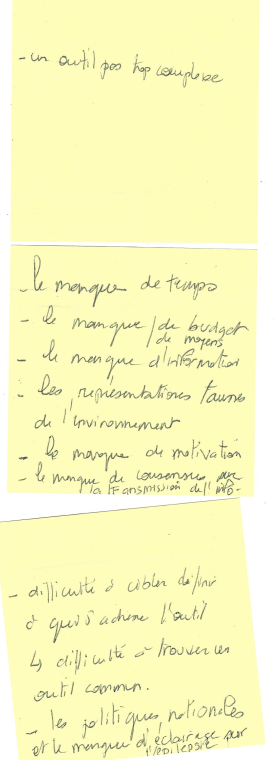 - un outil pas trop complexe
- le manque de temps
- le manque / de budget
/ de moyens
- le manque d'information
- les représentations fausses
de l'environnement
- le manque de motivation
- le manque de consensus sur
la transmission de l'info-
- difficulté à cibler définir
à qui s'adresse l'outil
↳ difficulté à trouver un
outil commun.
- les politiques nationales
et le manque d'éclairage sur
l'épilepsie